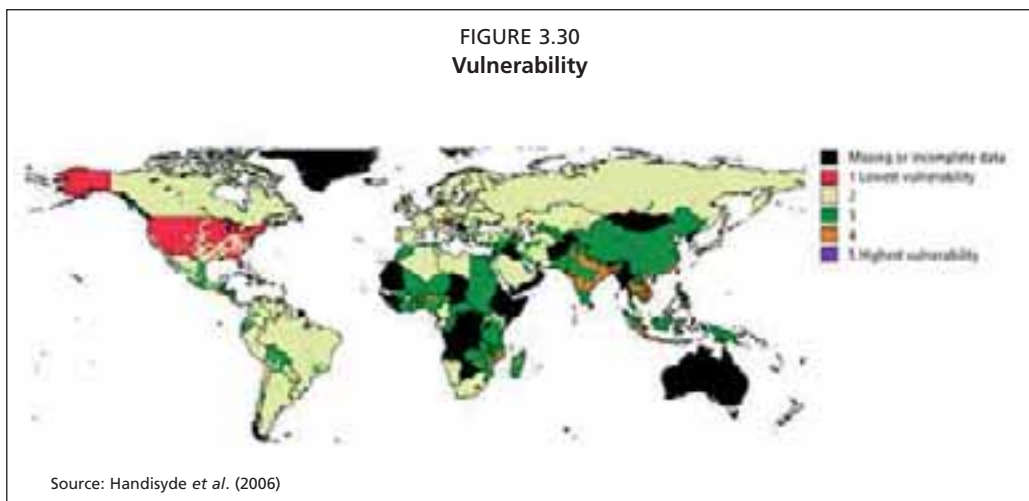 FIGURE 3.30
Vulnerability
Missing or incomplete data
1 Lowest vulnerability
2
3
4
5 Highest vulnerability
Source: Handisyde et al. (2006)